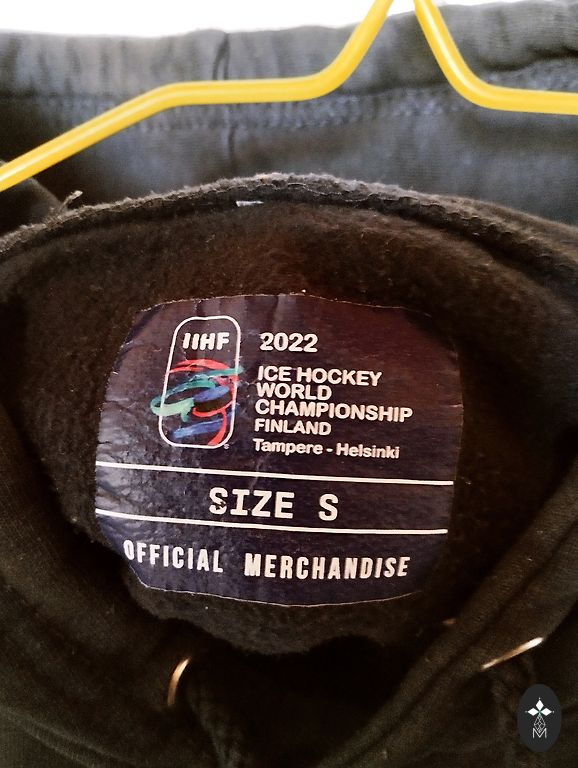 IIHF
2022
ICE HOCKEY
WORLD
CHAMPIONSHIP
FINLAND
Tampere - Helsinki
SIZE S
OFFICIAL MERCHANDISE
M